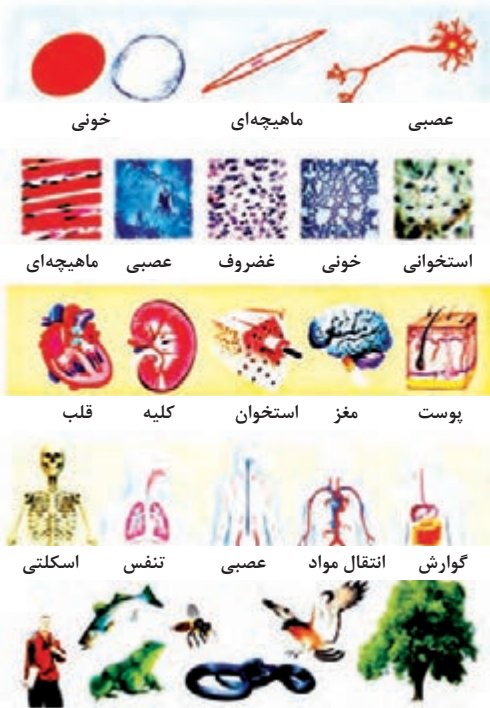 عصبی ماهیچه‌ای خونی
استخوانی خونی غضروف عصبی ماهیچه‌ای
پوست مغز استخوان کلیه قلب
گوارش انتقال مواد عصبی تنفس اسکلتی